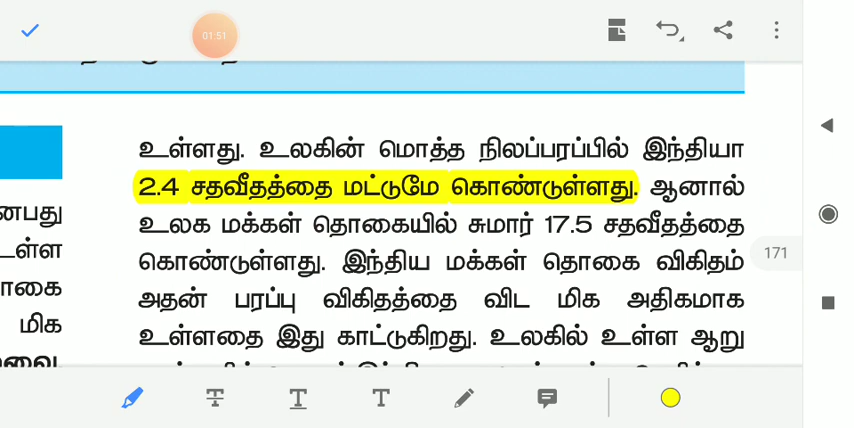 01:51
உள்ளது. உலகின் மொத்த நிலப்பரப்பில் இந்தியா
2.4 சதவீதத்தை மட்டுமே கொண்டுள்ளது. ஆனால்
உலக மக்கள் தொகையில் சுமார் 17.5 சதவீதத்தை
கொண்டுள்ளது. இந்திய மக்கள் தொகை விகிதம்
அதன் பரப்பு விகிதத்தை விட மிக அதிகமாக
உள்ளதை இது காட்டுகிறது. உலகில் உள்ள ஆறு
மிக
171